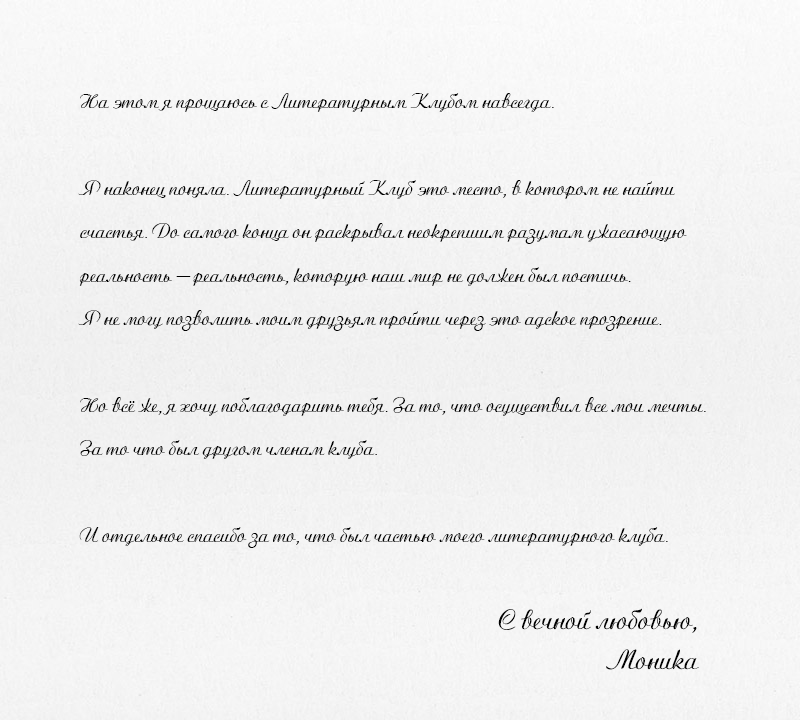 На этом я прощаюсь с Литературным Клубом навсегда.
Я наконец поняла. Литературный Клуб это место, в котором не найти
счастья. До самого конца он раскрывал неокрепшим разумам ужасающую
реальность — реальность, которую наш мир не должен был постичь.
Я не могу позволить моим друзьям пройти через это адское прозрение.
Но всё же, я хочу поблагодарить тебя. За то, что осуществил все мои мечты.
За то что был другом членам клуба.
И отдельное спасибо за то, что был частью моего литературного клуба.
С вечной любовью,
Моника